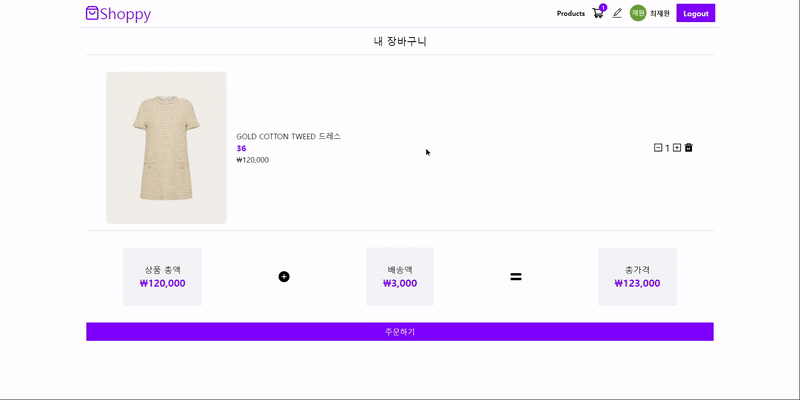 Shoppy
Products
1
재원
최재원
Logout
내 장바구니
GOLD COTTON TWEED 드레스
36
₩120,000
1
상품 총액
₩120,000
배송액
₩3,000
총가격
₩123,000
주문하기